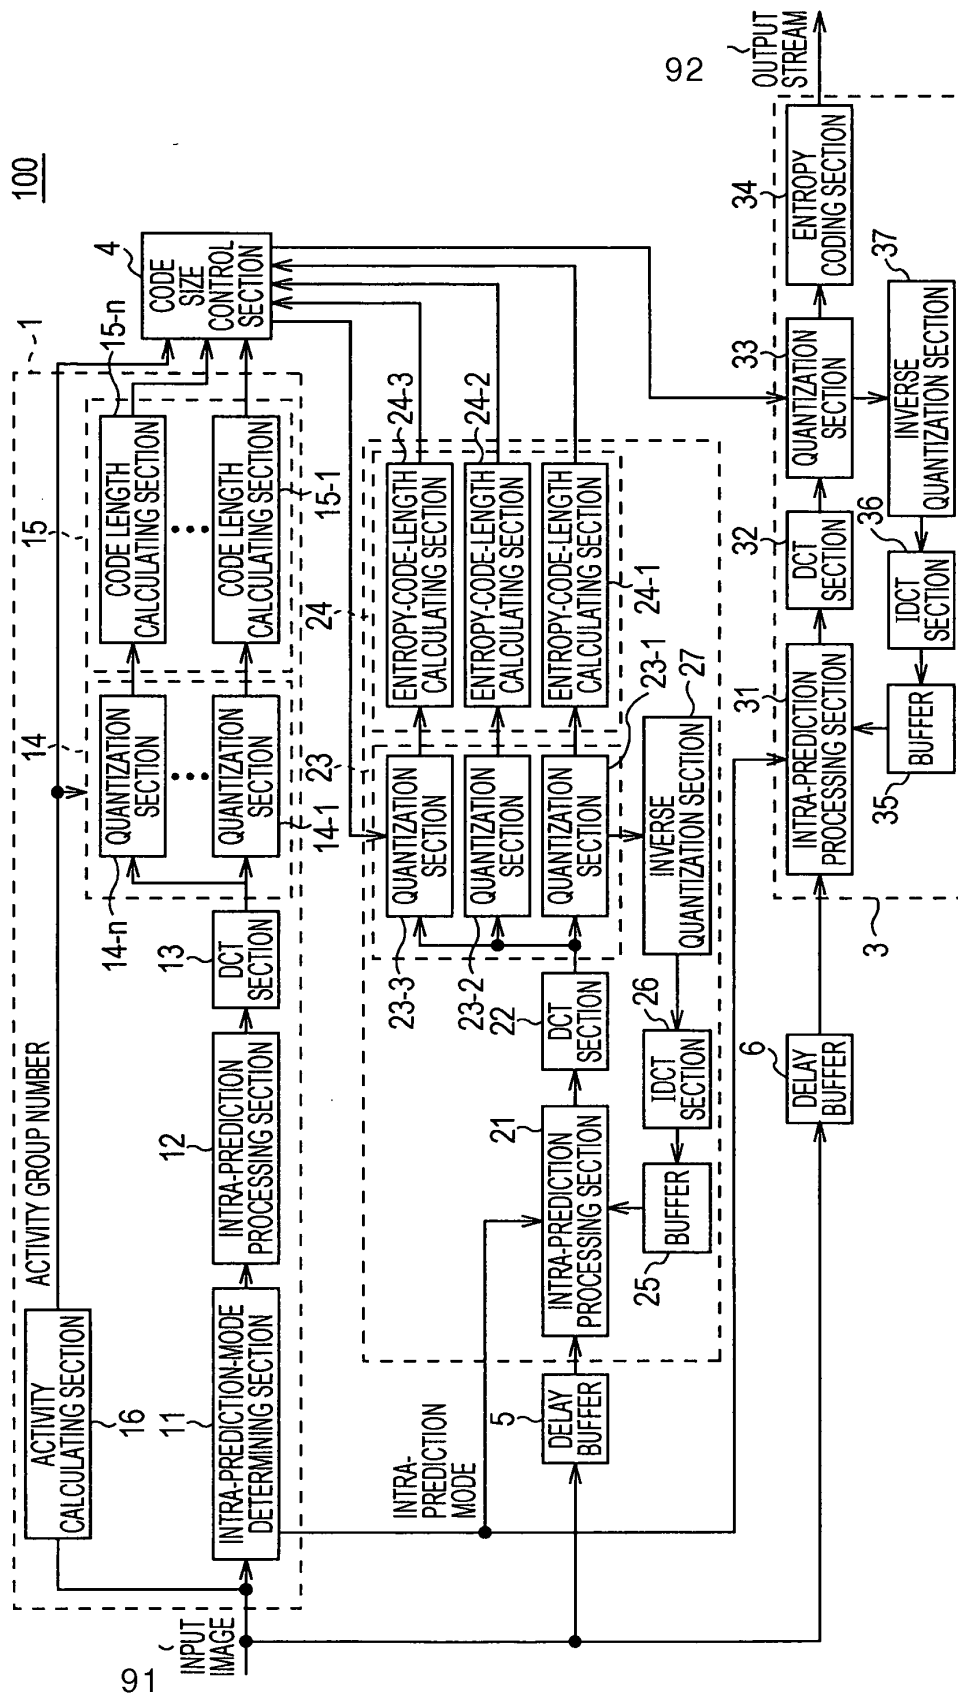 100
INPUT
IMAGE
91
ACTIVITY
CALCULATING SECTION
16
ACTIVITY GROUP NUMBER
1
INTRA-PREDICTION-MODE
DETERMINING SECTION
11
INTRA-PREDICTION
PROCESSING SECTION
12
DCT
SECTION
13
14
QUANTIZATION
SECTION
14-n
QUANTIZATION
SECTION
14-1
15
CODE LENGTH
CALCULATING SECTION
15-n
CODE LENGTH
CALCULATING SECTION
15-1
CODE
SIZE
CONTROL
SECTION
4
INTRA-
PREDICTION
MODE
DELAY
BUFFER
5
INTRA-PREDICTION
PROCESSING SECTION
21
DCT
SECTION
22
23
QUANTIZATION
SECTION
23-3
QUANTIZATION
SECTION
23-2
QUANTIZATION
SECTION
23-1
24
ENTROPY-CODE-LENGTH
CALCULATING SECTION
24-3
ENTROPY-CODE-LENGTH
CALCULATING SECTION
24-2
ENTROPY-CODE-LENGTH
CALCULATING SECTION
24-1
INVERSE
QUANTIZATION SECTION
27
IDCT
SECTION
26
BUFFER
25
DELAY
BUFFER
6
3
INTRA-PREDICTION
PROCESSING SECTION
31
DCT
SECTION
32
QUANTIZATION
SECTION
33
ENTROPY
CODING SECTION
34
OUTPUT
STREAM
92
INVERSE
QUANTIZATION SECTION
37
IDCT
SECTION
36
BUFFER
35